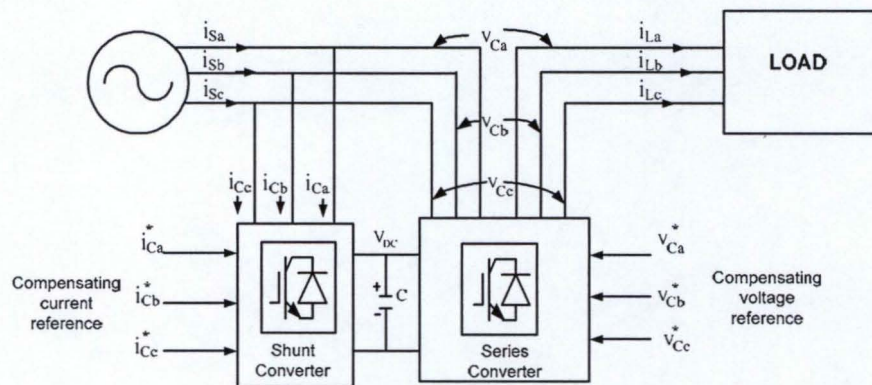 i_Sa
i_Sb
i_Sc
v_Ca
v_Cb
v_Cc
i_La
i_Lb
i_Lc
LOAD
i_Cc
i_Cb
i_Ca
i*_Ca
i*_Cb
i*_Cc
Compensating
current
reference
V_DC
+
C
-
Shunt
Converter
Series
Converter
v*_Ca
v*_Cb
v*_Cc
Compensating
voltage
reference